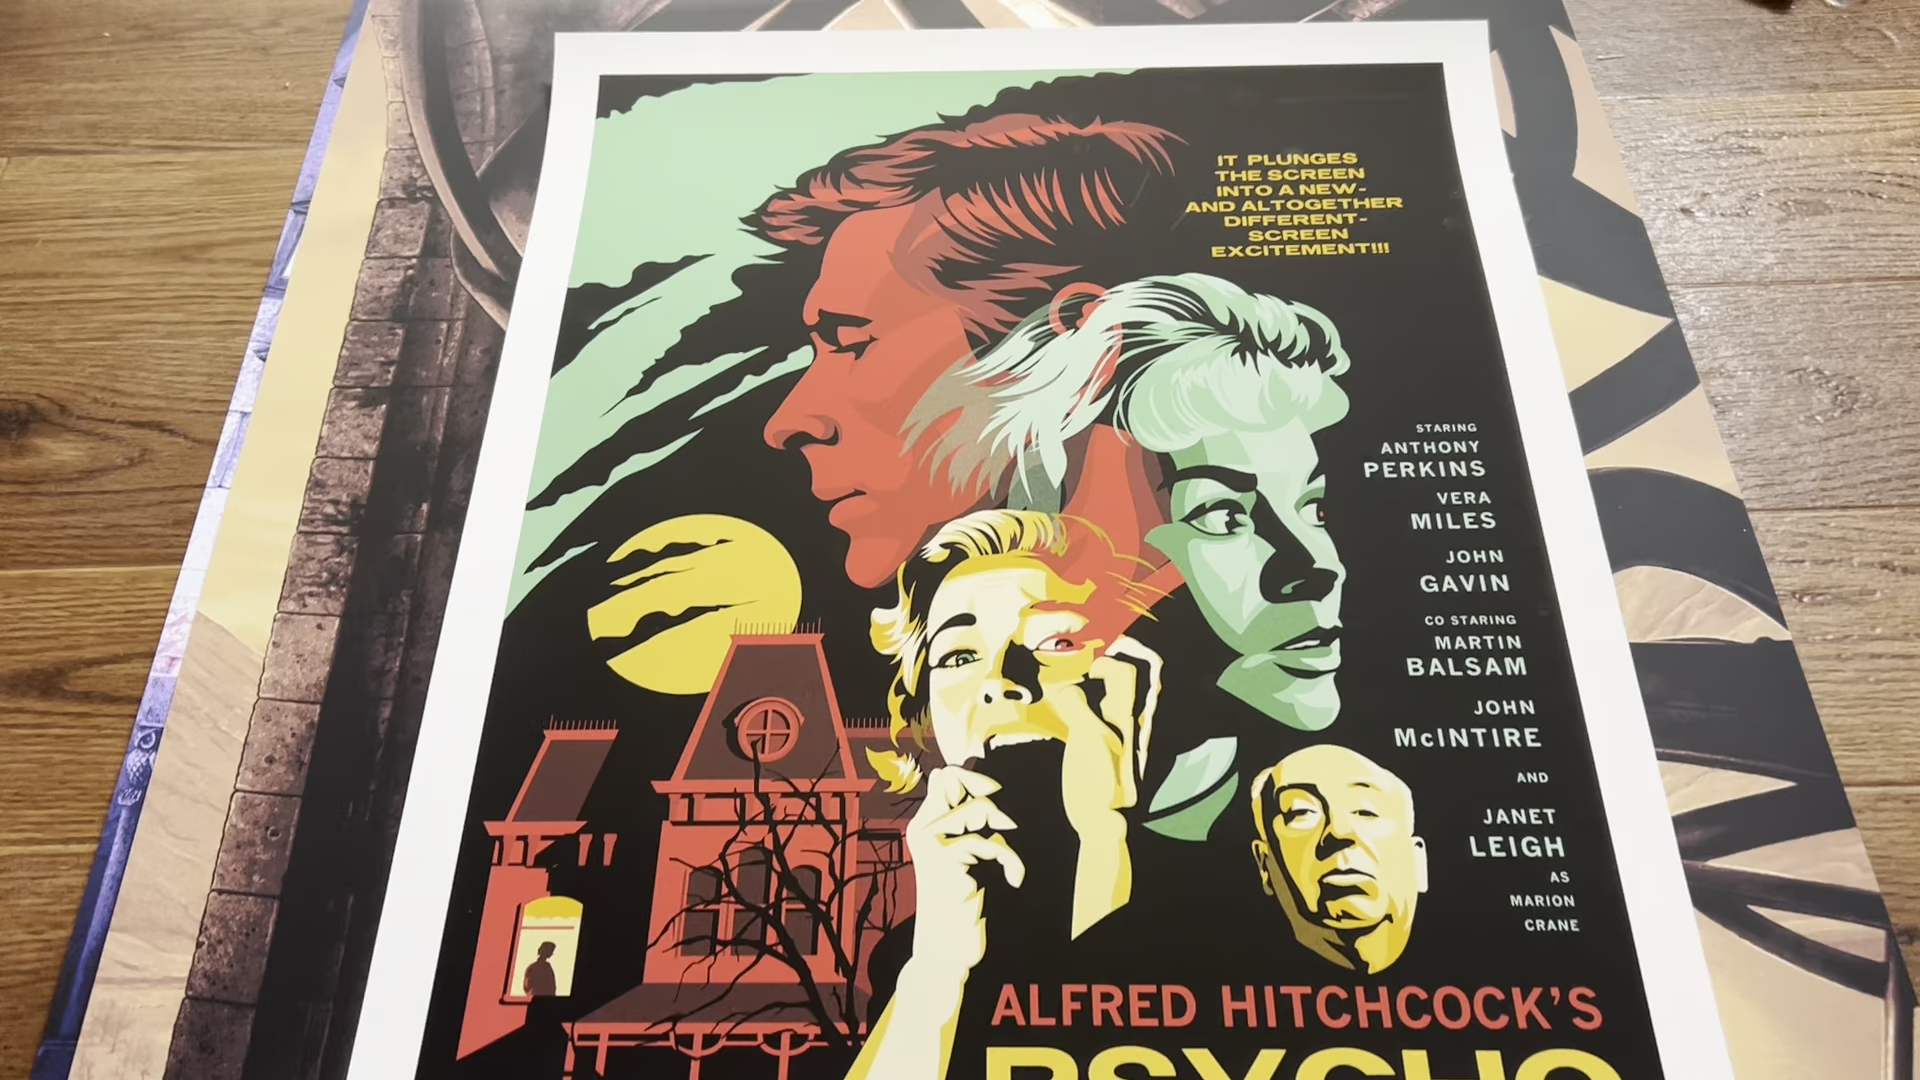 IT PLUNGES
THE SCREEN
INTO A NEW-
AND ALTOGETHER
DIFFERENT-
SCREEN
EXCITEMENT!!!
STARING
ANTHONY
PERKINS
VERA
MILES
JOHN
GAVIN
CO STARING
MARTIN
BALSAM
JOHN
McINTIRE
AND
JANET
LEIGH
AS
MARION
CRANE
ALFRED HITCHCOCK'S
PSYCHO